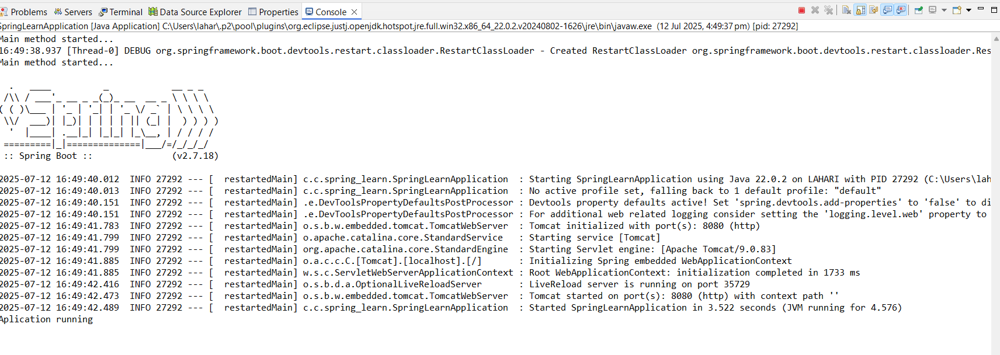 Problems Servers Terminal Data Source Explorer Properties Console
SpringLearnApplication [Java Application] C:\Users\lahar\.p2\pool\plugins\org.eclipse.justj.openjdk.hotspot.jre.full.win32.x86_64_22.0.2.v20240802-1626\jre\bin\javaw.exe (12 Jul 2025, 4:49:37 pm) [pid: 27292]
Main method started...
16:49:38.937 [Thread-0] DEBUG org.springframework.boot.devtools.restart.classloader.RestartClassLoader - Created RestartClassLoader org.springframework.boot.devtools.restart.classloader.Res
Main method started...
  .   ____          _            __ _ _
 /\\ / ___'_ __ _ _(_)_ __  __ _ \ \ \ \
( ( )\___ | '_ | '_| | '_ \/ _` | \ \ \ \
 \\/  ___)| |_)| | | | | || (_| |  ) ) ) )
  '  |____| .__|_| |_|_| |_\__, | / / / /
 =========|_|==============|___/=/_/_/_/
 :: Spring Boot ::               (v2.7.18)
2025-07-12 16:49:40.012  INFO 27292 --- [  restartedMain] c.c.spring_learn.SpringLearnApplication  : Starting SpringLearnApplication using Java 22.0.2 on LAHARI with PID 27292 (C:\Users\lah
2025-07-12 16:49:40.013  INFO 27292 --- [  restartedMain] c.c.spring_learn.SpringLearnApplication  : No active profile set, falling back to 1 default profile: "default"
2025-07-12 16:49:40.151  INFO 27292 --- [  restartedMain] .e.DevToolsPropertyDefaultsPostProcessor : Devtools property defaults active! Set 'spring.devtools.add-properties' to 'false' to di
2025-07-12 16:49:40.151  INFO 27292 --- [  restartedMain] .e.DevToolsPropertyDefaultsPostProcessor : For additional web related logging consider setting the 'logging.level.web' property to
2025-07-12 16:49:41.783  INFO 27292 --- [  restartedMain] o.s.b.w.embedded.tomcat.TomcatWebServer  : Tomcat initialized with port(s): 8080 (http)
2025-07-12 16:49:41.799  INFO 27292 --- [  restartedMain] o.apache.catalina.core.StandardService   : Starting service [Tomcat]
2025-07-12 16:49:41.799  INFO 27292 --- [  restartedMain] org.apache.catalina.core.StandardEngine  : Starting Servlet engine: [Apache Tomcat/9.0.83]
2025-07-12 16:49:41.885  INFO 27292 --- [  restartedMain] o.a.c.c.C.[Tomcat].[localhost].[/]       : Initializing Spring embedded WebApplicationContext
2025-07-12 16:49:41.885  INFO 27292 --- [  restartedMain] w.s.c.ServletWebServerApplicationContext : Root WebApplicationContext: initialization completed in 1733 ms
2025-07-12 16:49:42.416  INFO 27292 --- [  restartedMain] o.s.b.d.a.OptionalLiveReloadServer       : LiveReload server is running on port 35729
2025-07-12 16:49:42.473  INFO 27292 --- [  restartedMain] o.s.b.w.embedded.tomcat.TomcatWebServer  : Tomcat started on port(s): 8080 (http) with context path ''
2025-07-12 16:49:42.489  INFO 27292 --- [  restartedMain] c.c.spring_learn.SpringLearnApplication  : Started SpringLearnApplication in 3.522 seconds (JVM running for 4.576)
Aplication running